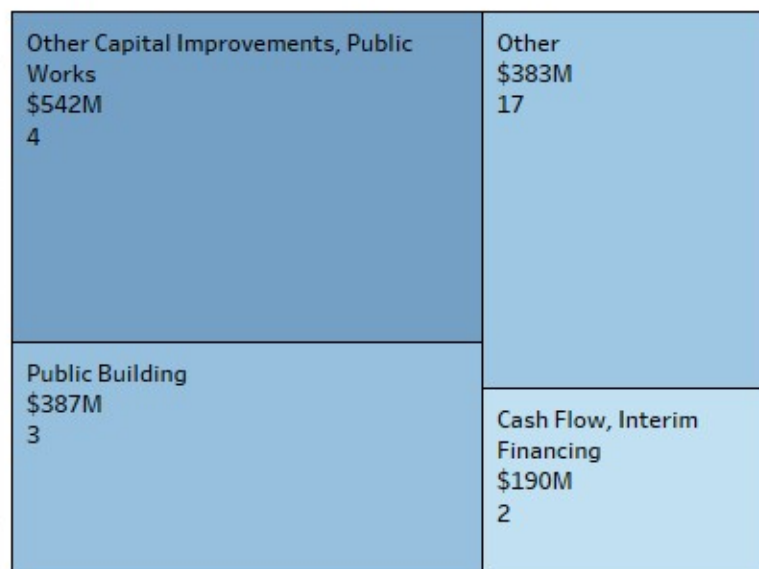 Other Capital Improvements, Public
Works
$542M
4
Other
$383M
17
Public Building
$387M
3
Cash Flow, Interim
Financing
$190M
2